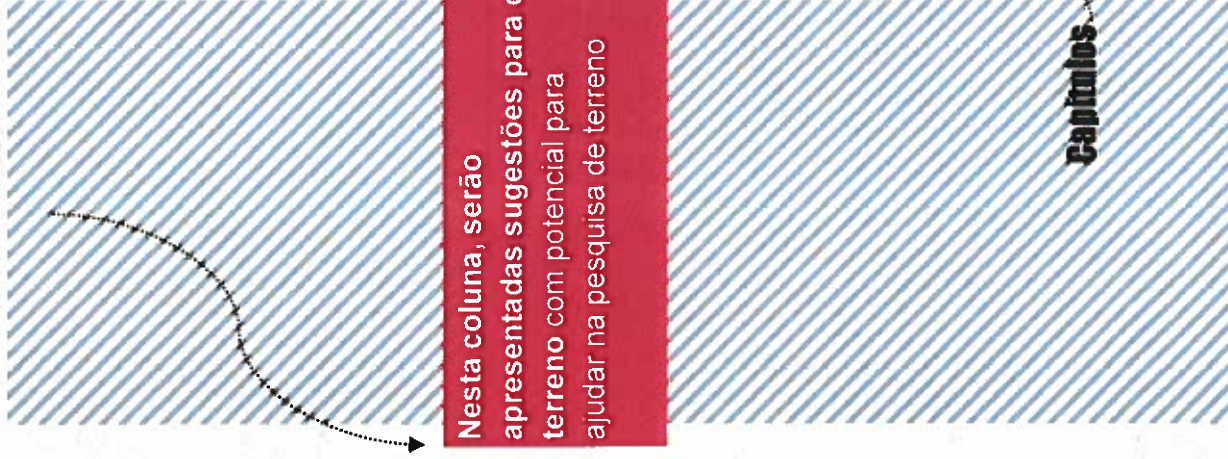 Nesta coluna, serão
apresentadas sugestões para
terreno com potencial para
ajudar na pesquisa de terreno
Capítulos